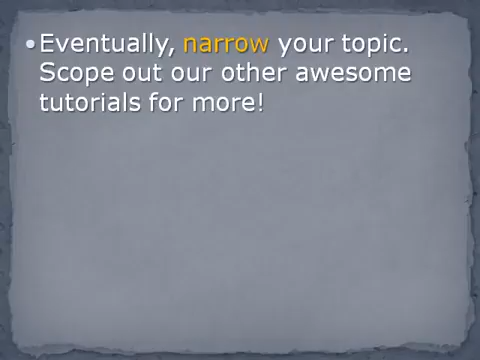 •Eventually, narrow your topic.
Scope out our other awesome
tutorials for more!